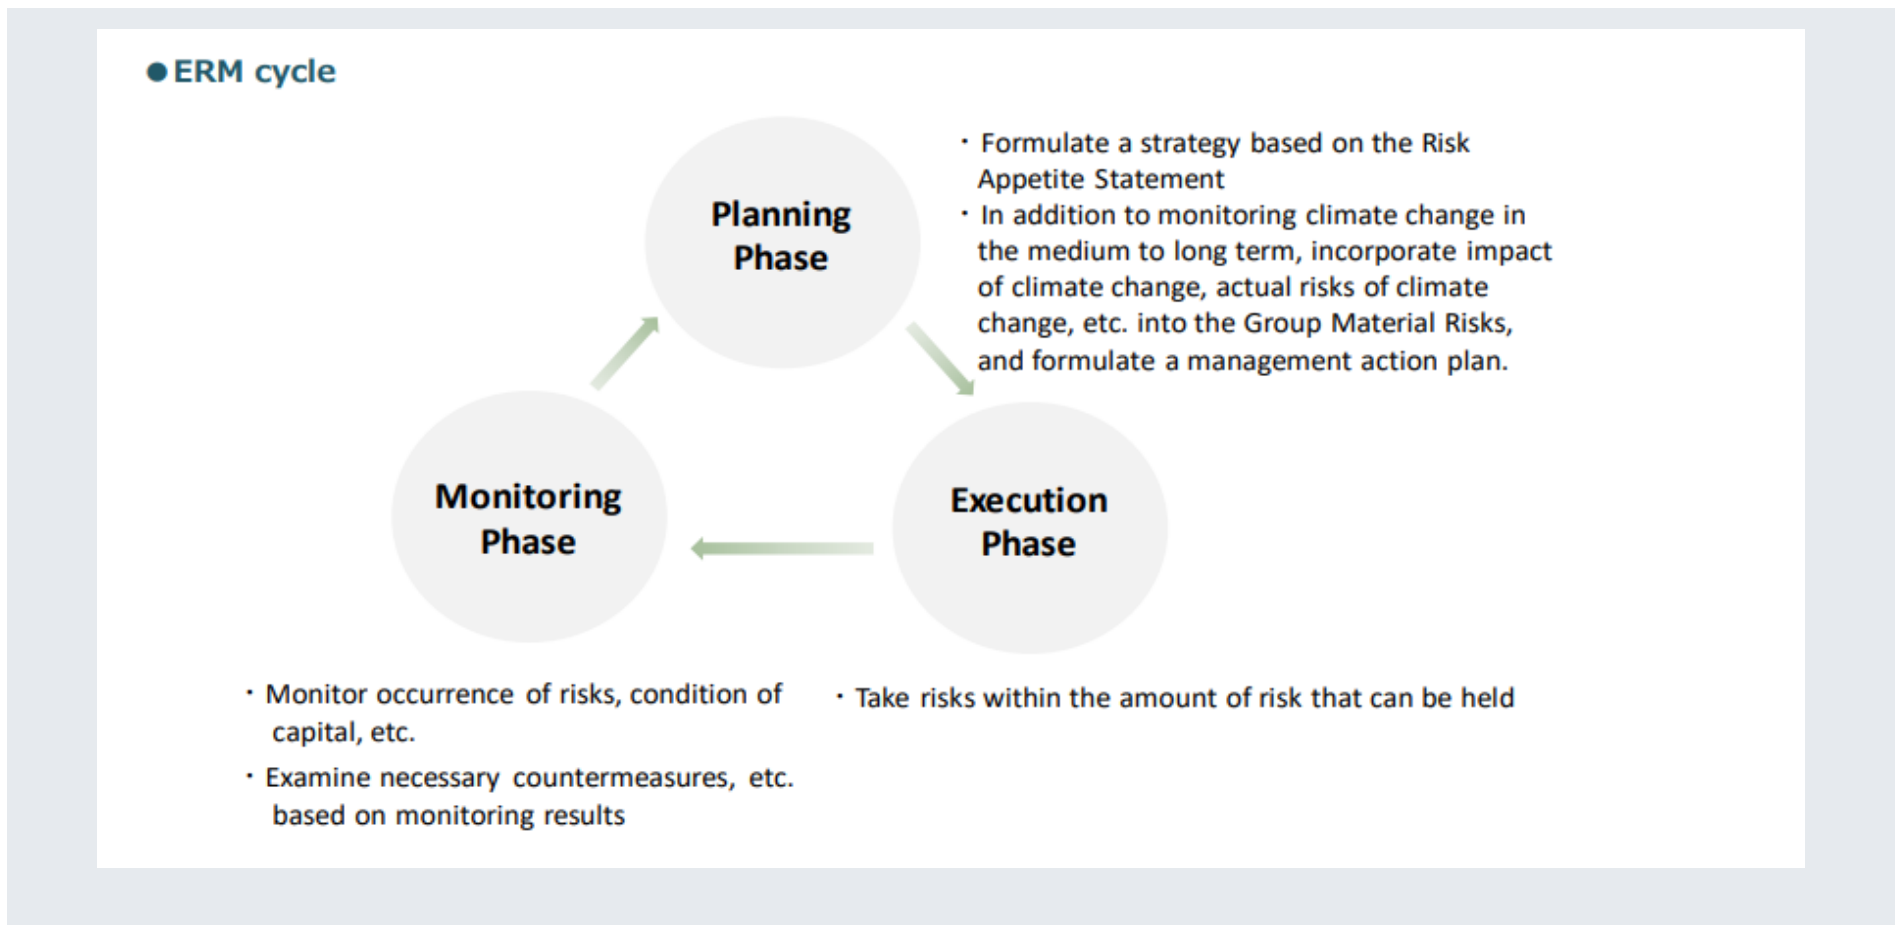 ●ERM cycle
Planning
Phase
・Formulate a strategy based on the Risk
Appetite Statement
・In addition to monitoring climate change in
the medium to long term, incorporate impact
of climate change, actual risks of climate
change, etc. into the Group Material Risks,
and formulate a management action plan.
Monitoring
Phase
Execution
Phase
・Monitor occurrence of risks, condition of
capital, etc.
・Examine necessary countermeasures, etc.
based on monitoring results
・Take risks within the amount of risk that can be held